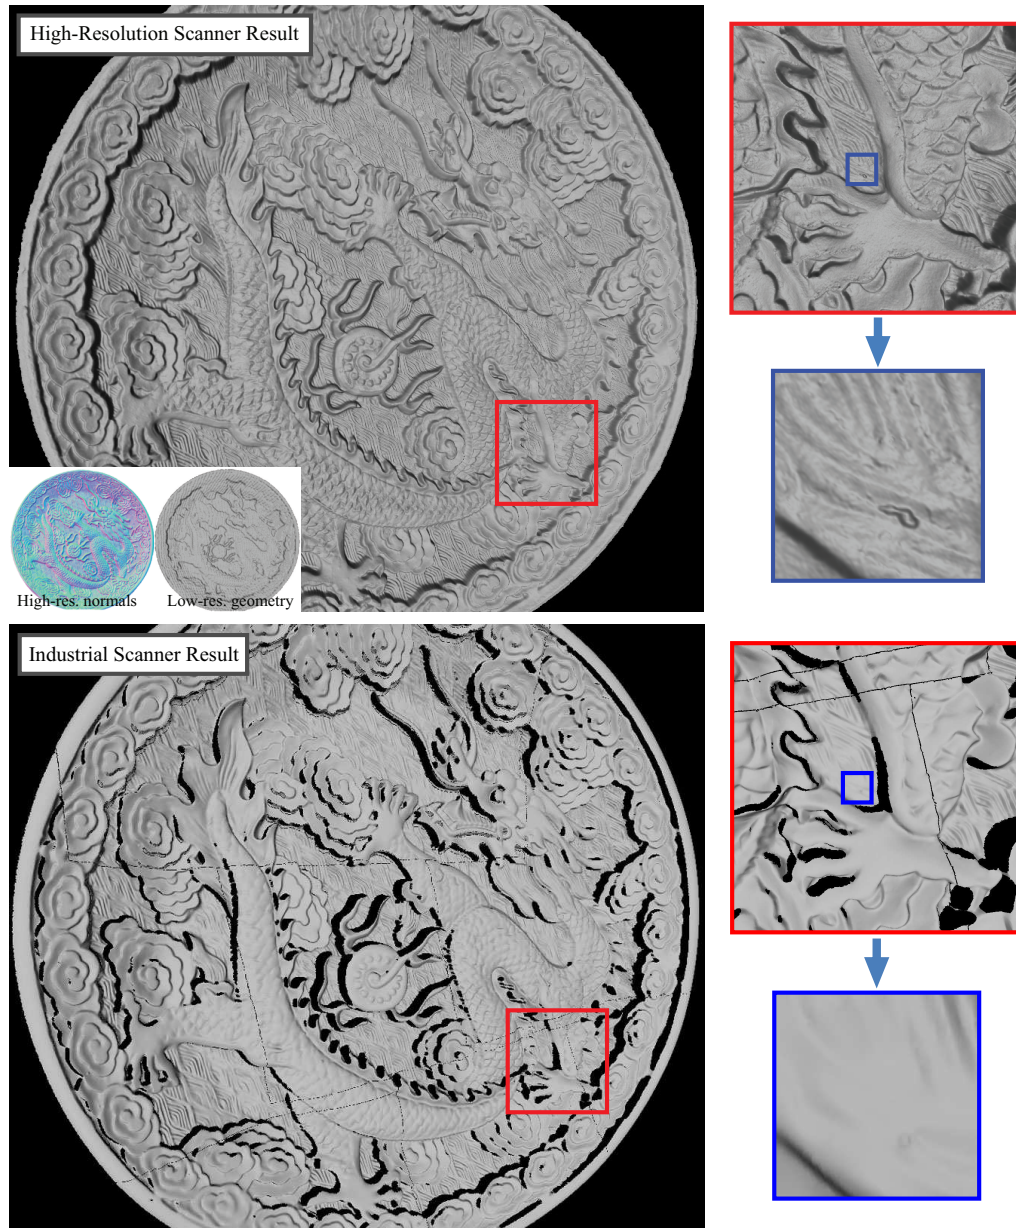 High-Resolution Scanner Result
High-res. normals
Low-res. geometry
Industrial Scanner Result